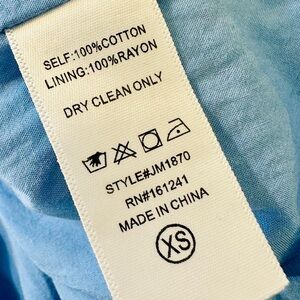 SELF:100%COTTON
LINING:100%RAYON
DRY CLEAN ONLY
STYLE#JM1870
RN#161241
MADE IN CHINA
XS